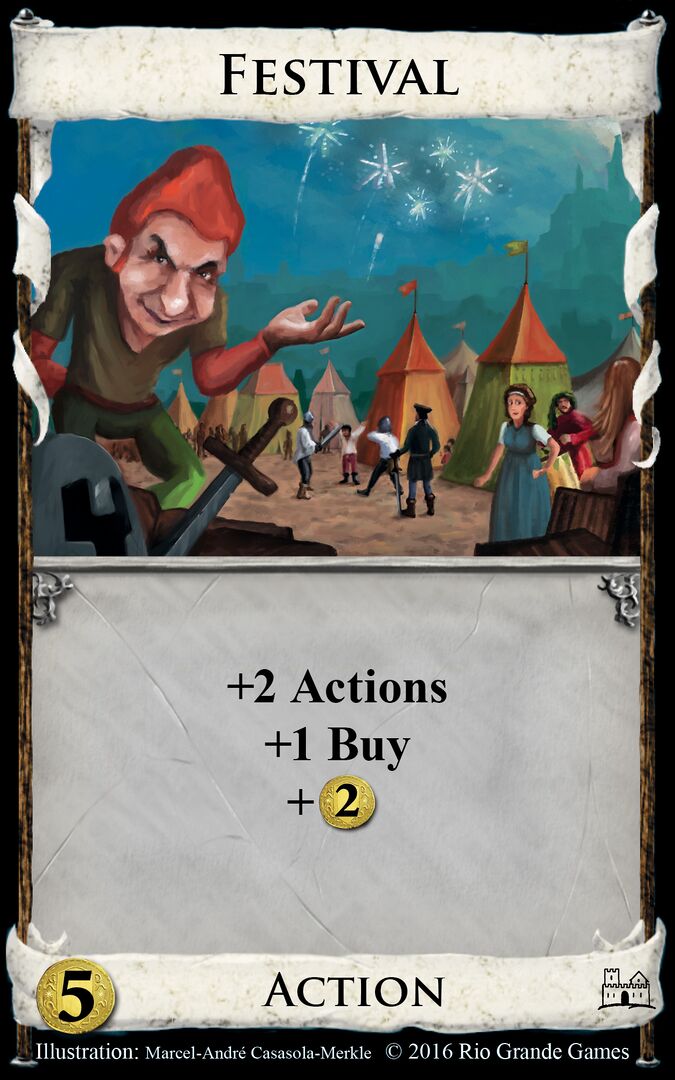 Festival
+2 Actions
+1 Buy
+ 2
5 Action
Illustration: Marcel-André Casasola-Merkle © 2016 Rio Grande Games